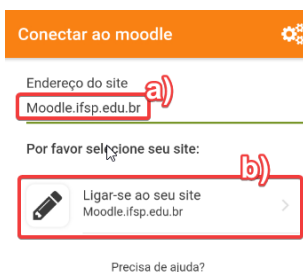 Conectar ao moodle
Endereço do site
a)
Moodle.ifsp.edu.br
Por favor selecione seu site:
b)
Ligar-se ao seu site
Moodle.ifsp.edu.br
Precisa de ajuda?